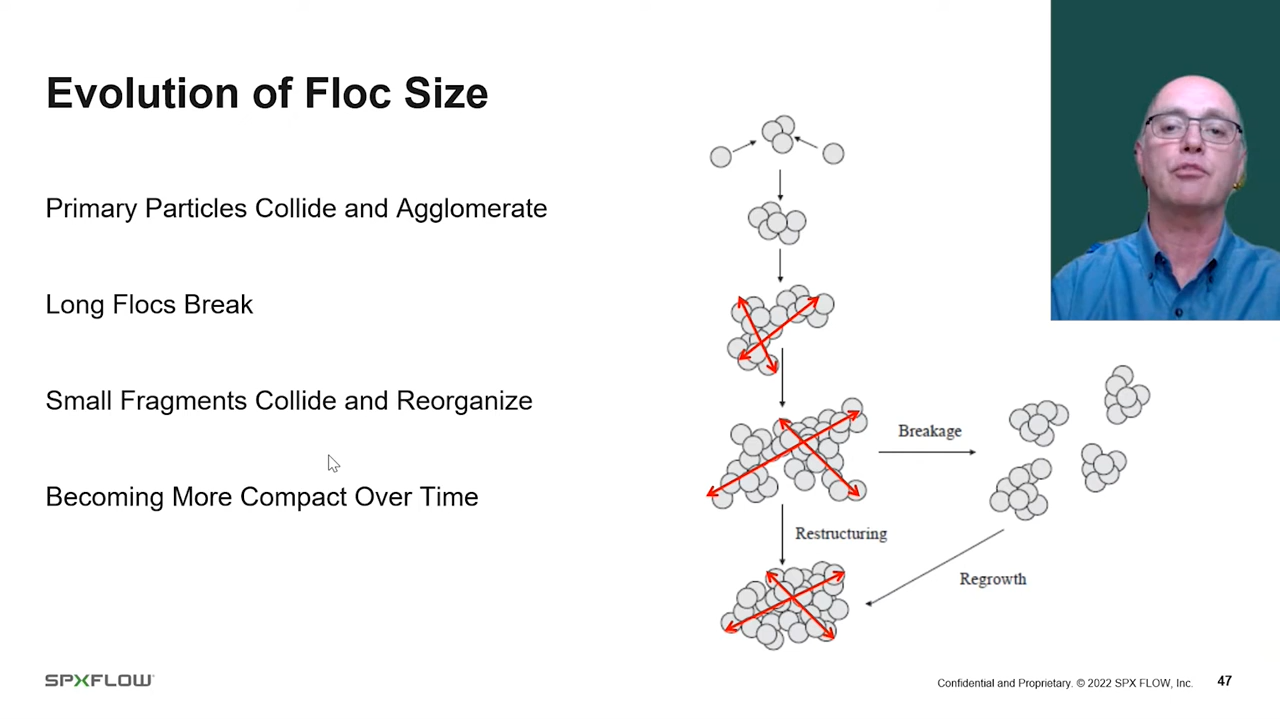 Evolution of Floc Size
Primary Particles Collide and Agglomerate
Long Flocs Break
Small Fragments Collide and Reorganize
Becoming More Compact Over Time
Breakage
Restructuring
Regrowth
SPXFLOW
Confidential and Proprietary. © 2022 SPX FLOW, Inc.
47